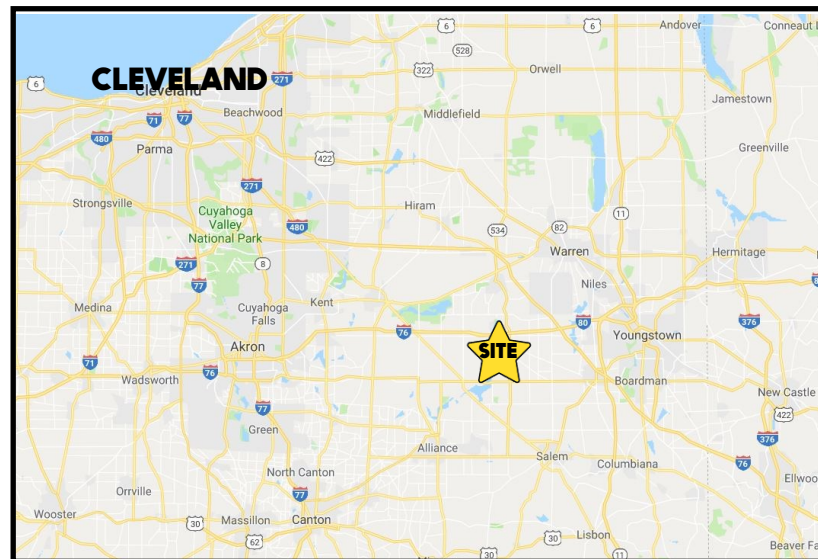 6
6
Andover
Conneaut L
528
322
Orwell
CLEVELAND
Cleveland
271
6
Jamestown
Beachwood
Middlefield
71
77
480
Parma
Greenville
422
271
Strongsville
Hiram
Cuyahoga
Valley
National Park
11
480
534
82
Warren
Hermitage
271
8
77
Niles
Medina
Cuyahoga
Falls
Kent
80
376
76
Youngstown
SITE
Akron
71
76
Wadsworth
Boardman
New Castle
77
422
Green
376
Alliance
Salem
Columbiana
76
North Canton
Ellwo
Orrville
77
Wooster
30
Massillon
Canton
30
Lisbon
62
30
11
Beaver Fa